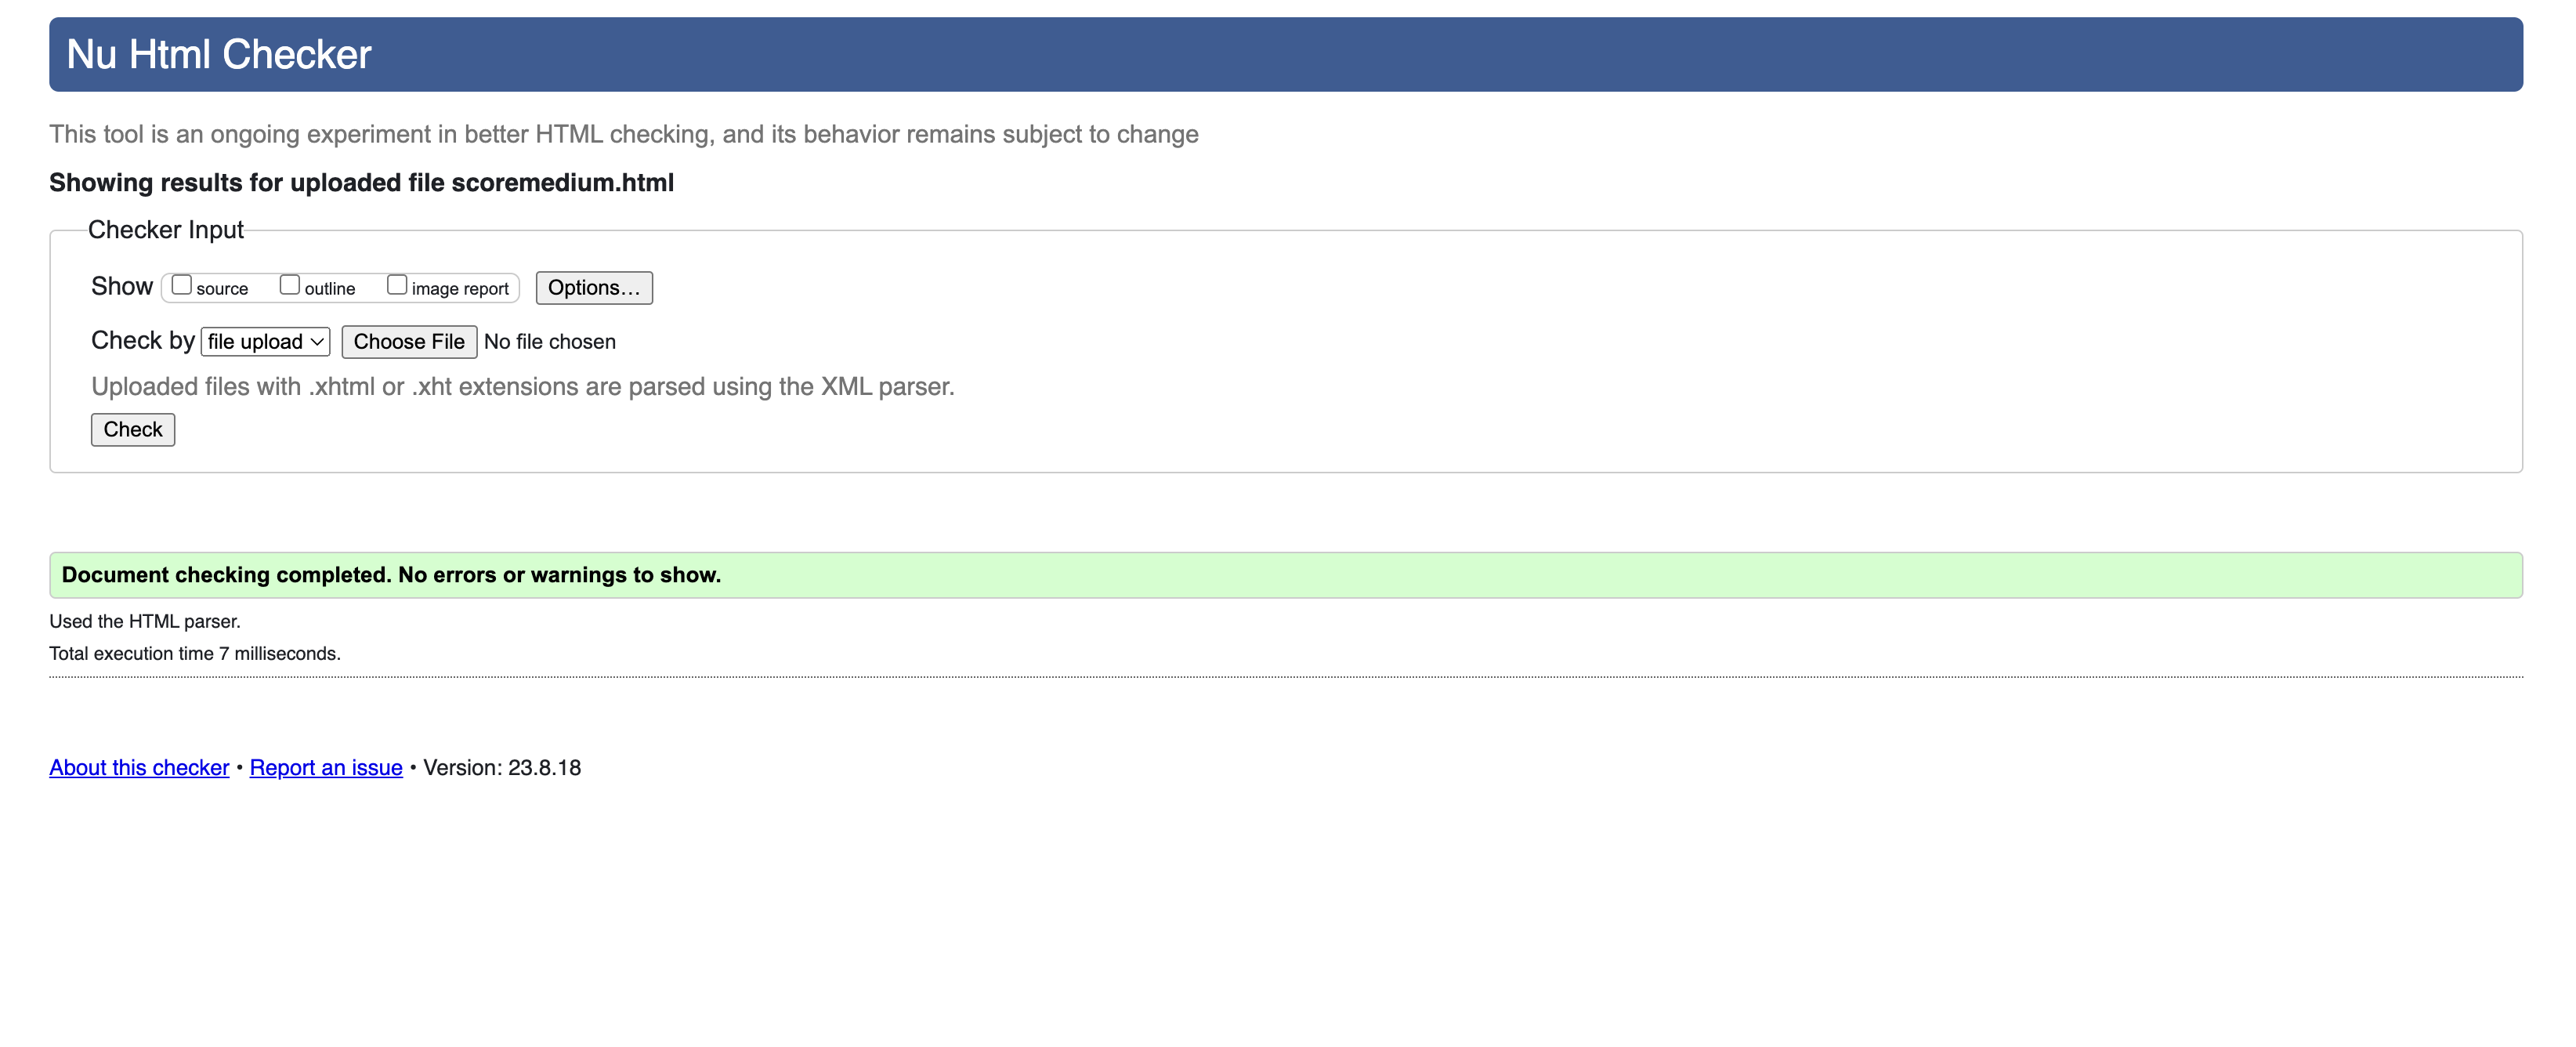 Nu Html Checker
This tool is an ongoing experiment in better HTML checking, and its behavior remains subject to change
Showing results for uploaded file scoremedium.html
Checker Input
Show source outline image report Options...
Check by file upload Choose File No file chosen
Uploaded files with .xhtml or .xht extensions are parsed using the XML parser.
Check
Document checking completed. No errors or warnings to show.
Used the HTML parser.
Total execution time 7 milliseconds.
About this checker • Report an issue • Version: 23.8.18